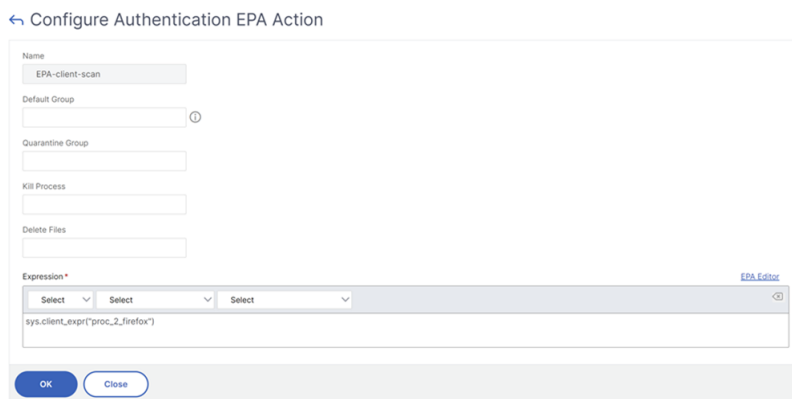 Configure Authentication EPA Action
Name
EPA-client-scan
Default Group
Quarantine Group
Kill Process
Delete Files
Expression *
EPA Editor
Select Select Select
sys.client_expr("proc_2_firefox")
OK Close